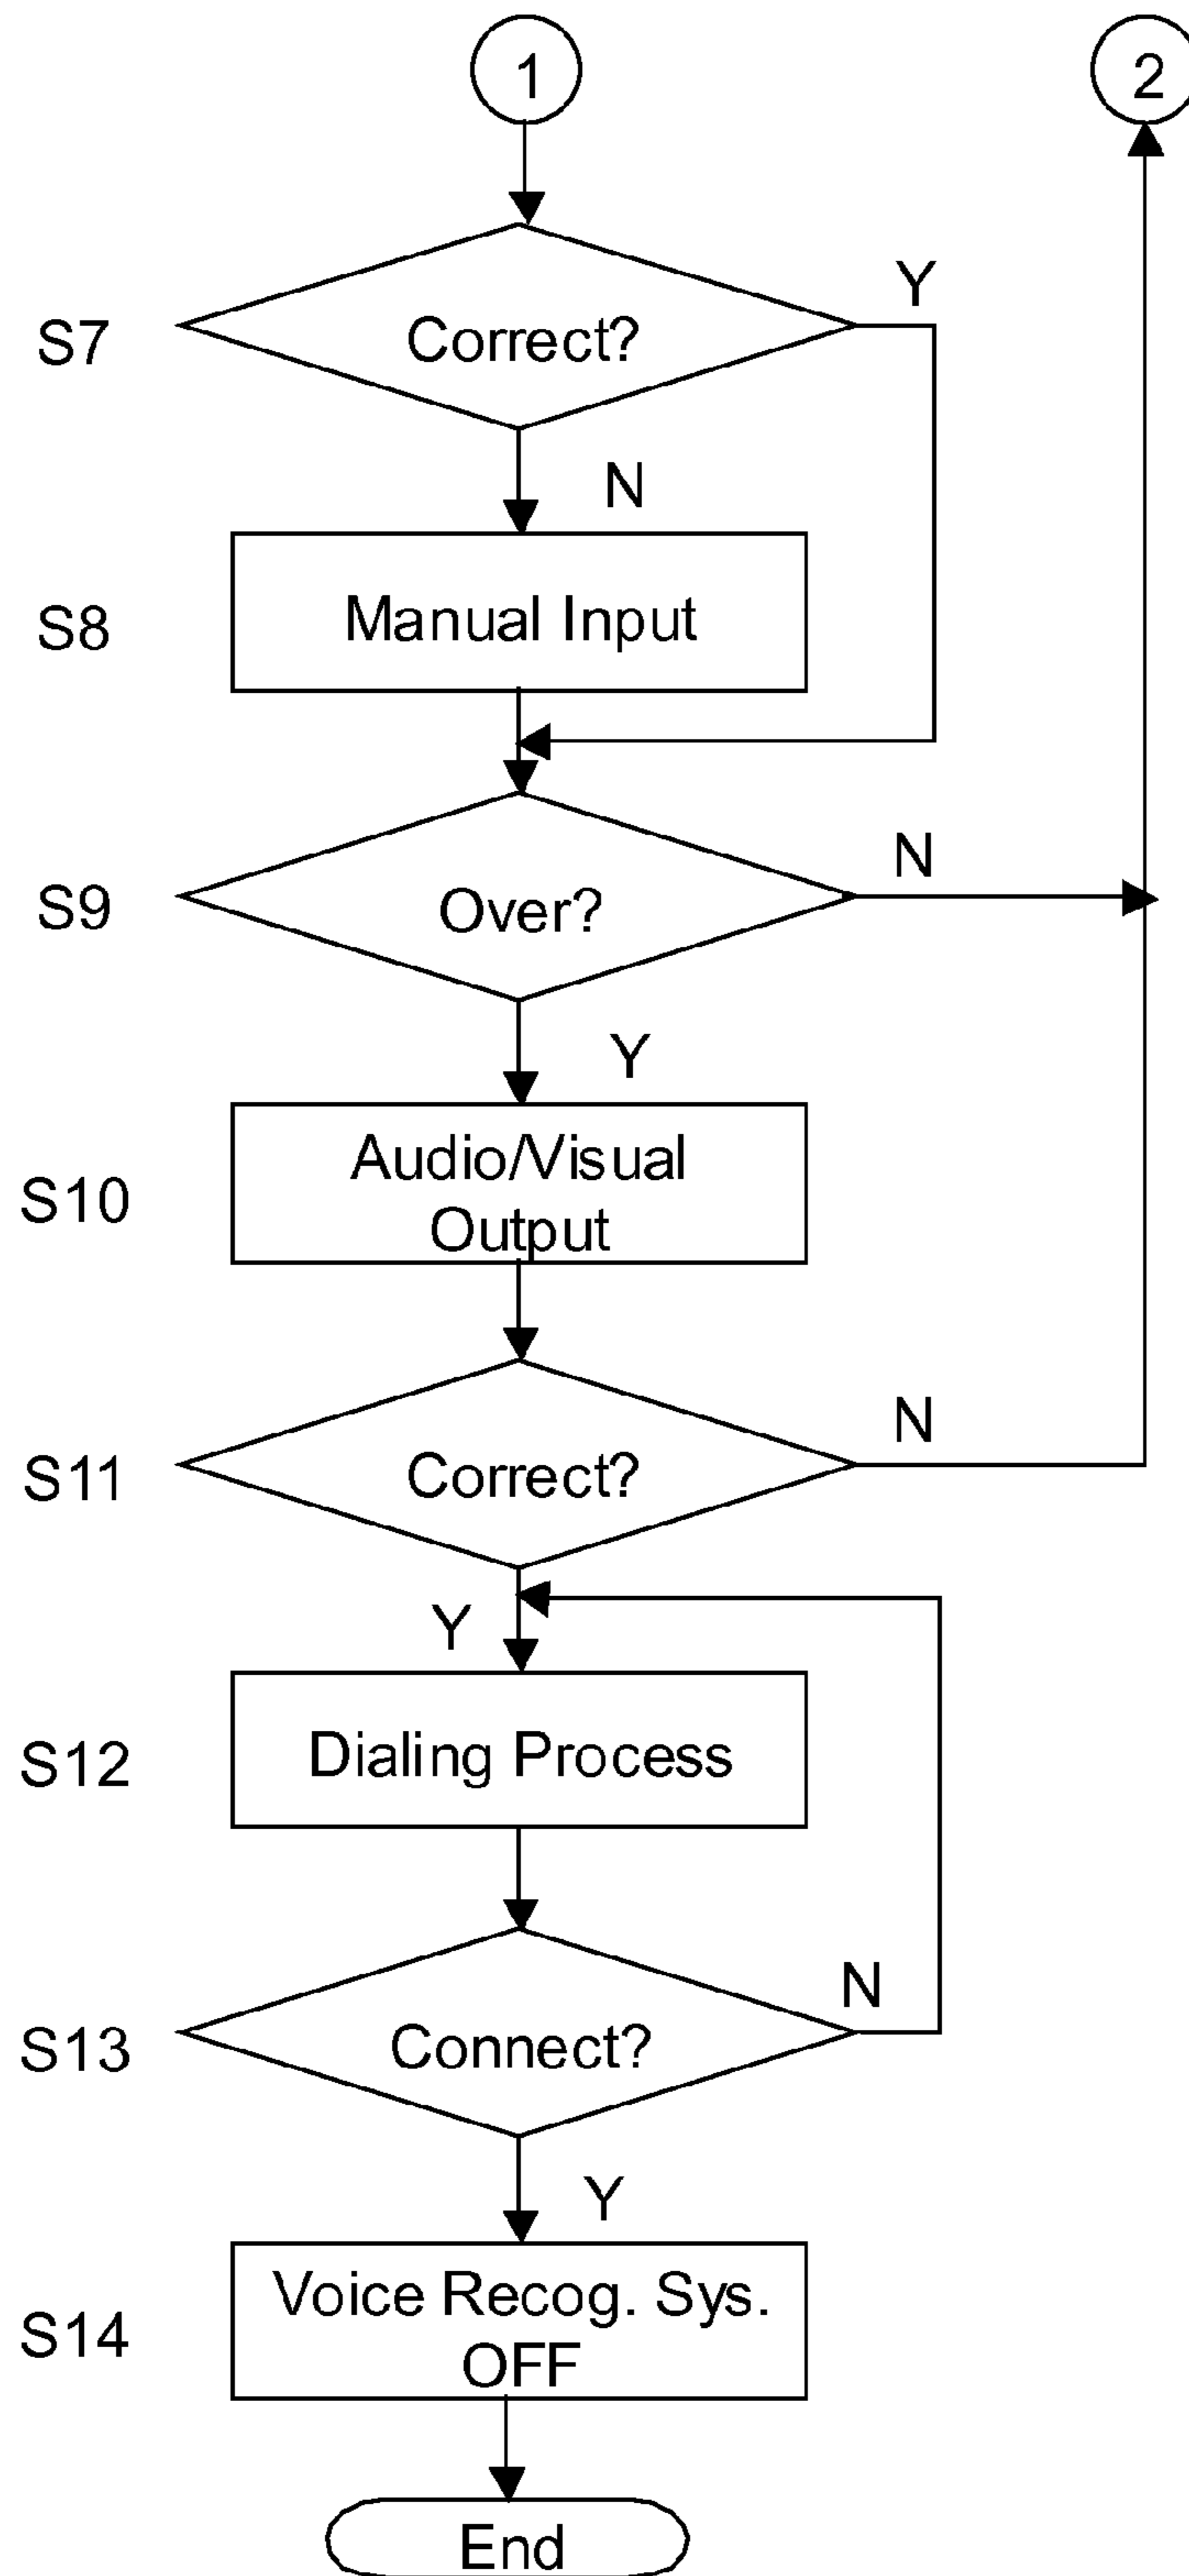 1
2
S7
Correct?
Y
N
S8
Manual Input
S9
Over?
N
Y
S10
Audio/Visual
Output
S11
Correct?
N
Y
S12
Dialing Process
S13
Connect?
N
Y
S14
Voice Recog. Sys.
OFF
End